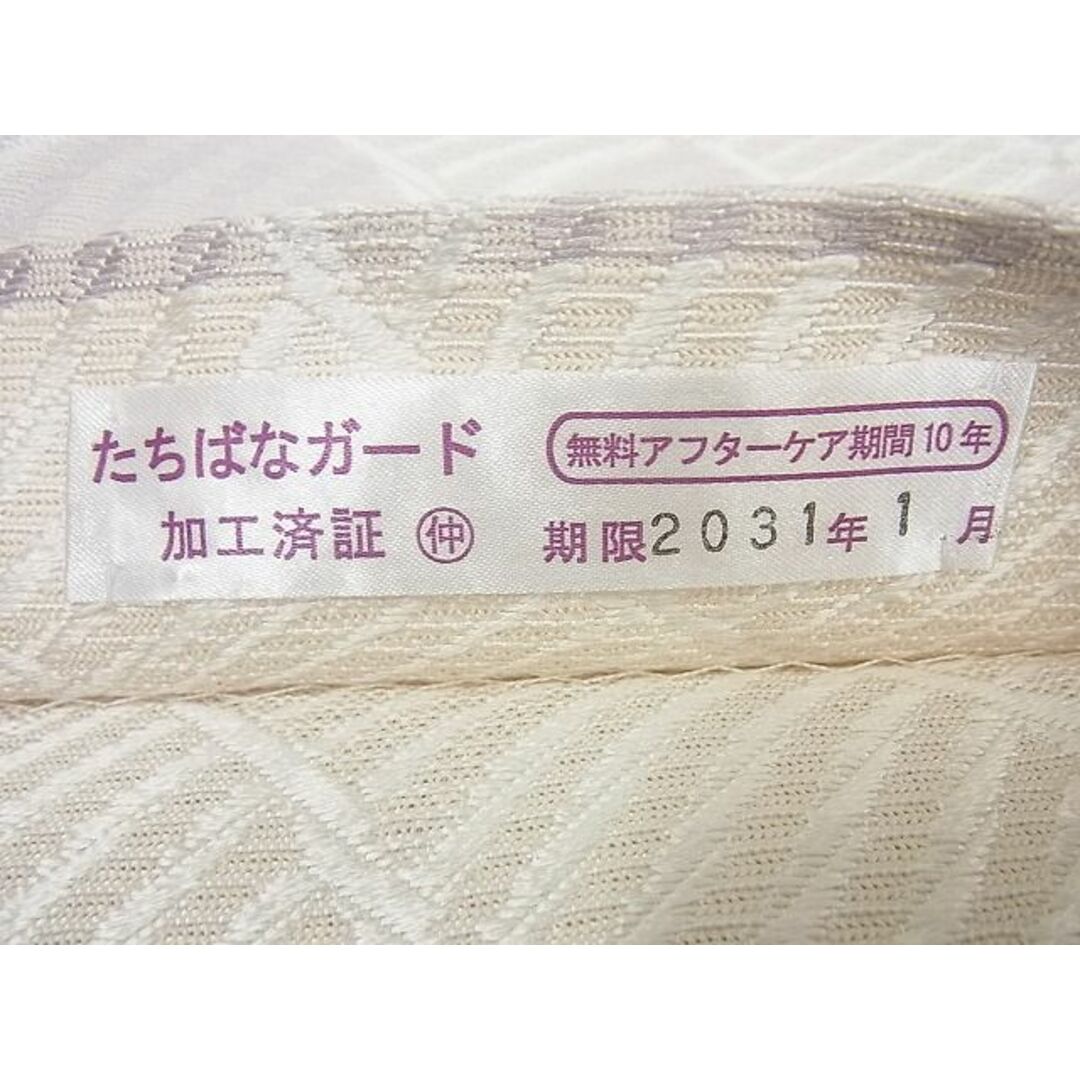 たちばなガード
加工済証 ㊥仲
無料アフターケア期間10年
期限2031年1月